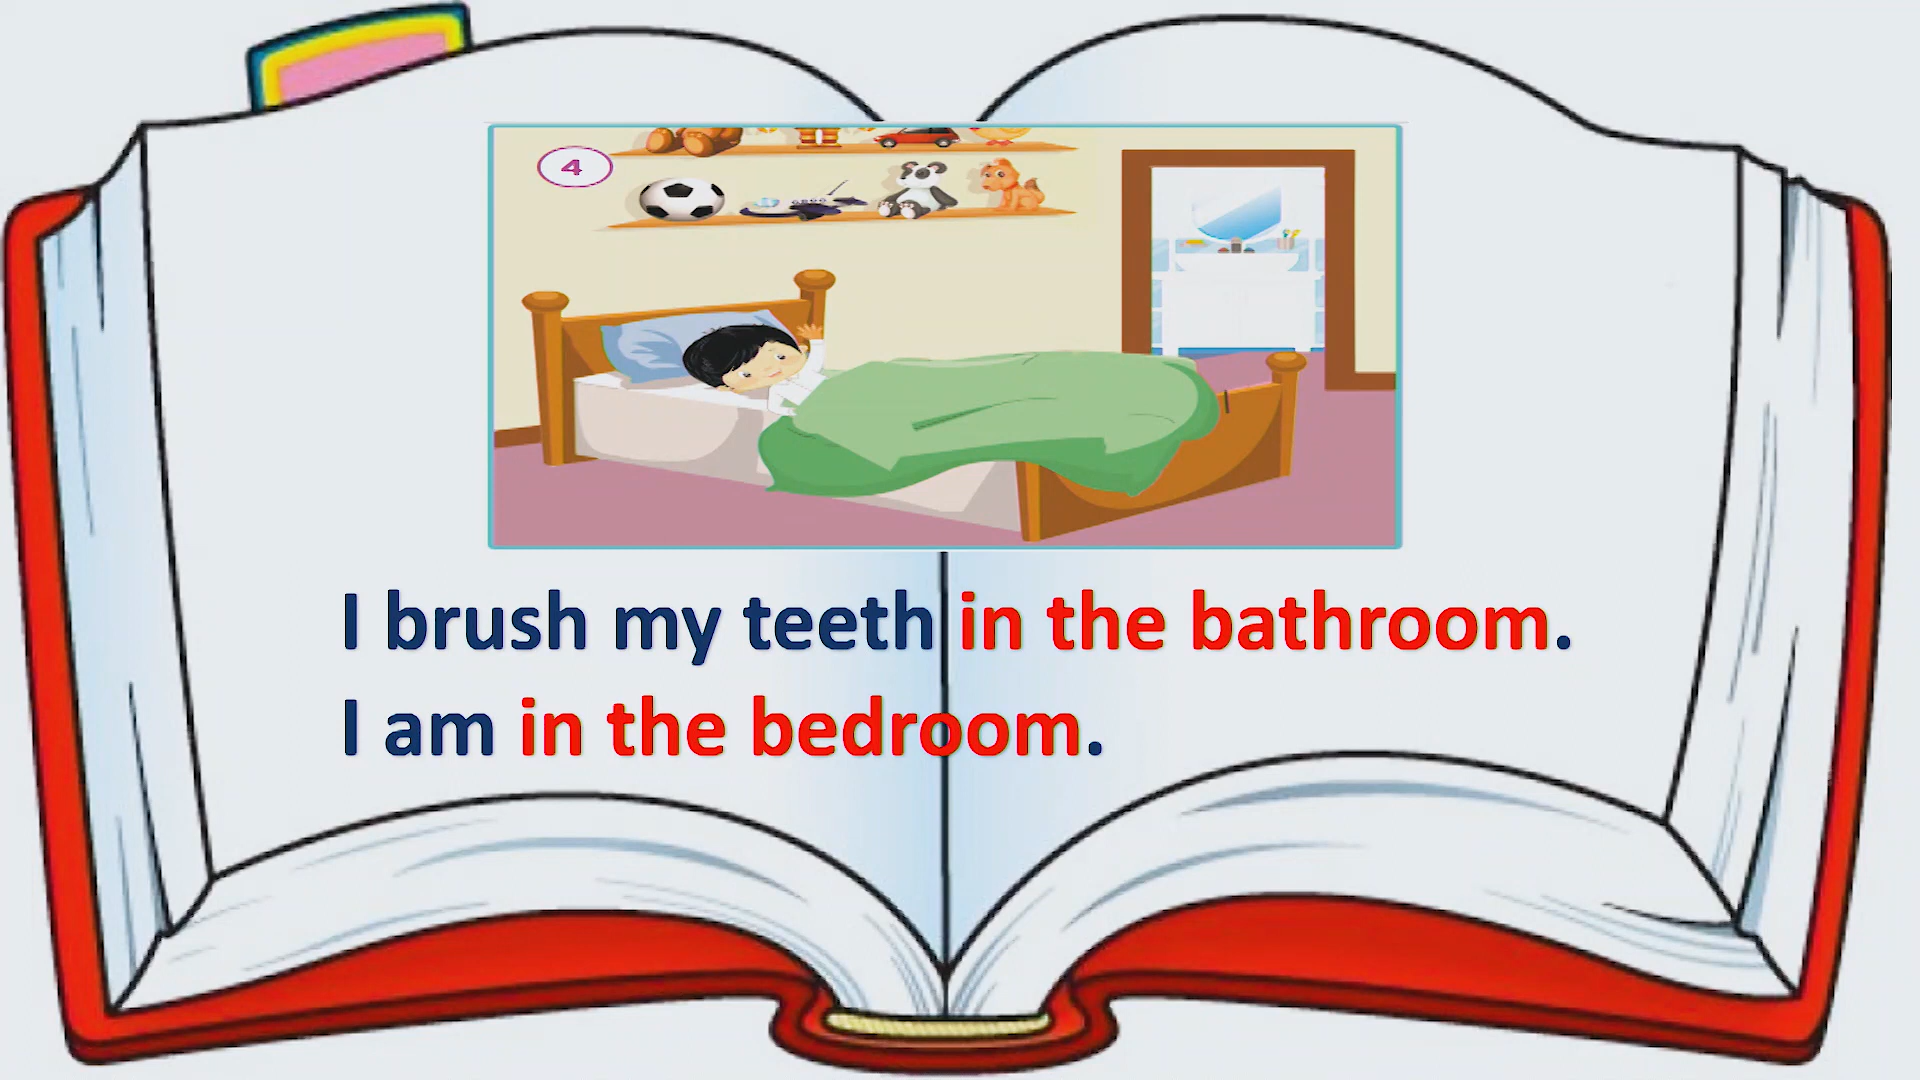 4
I brush my teeth in the bathroom.
I am in the bedroom.